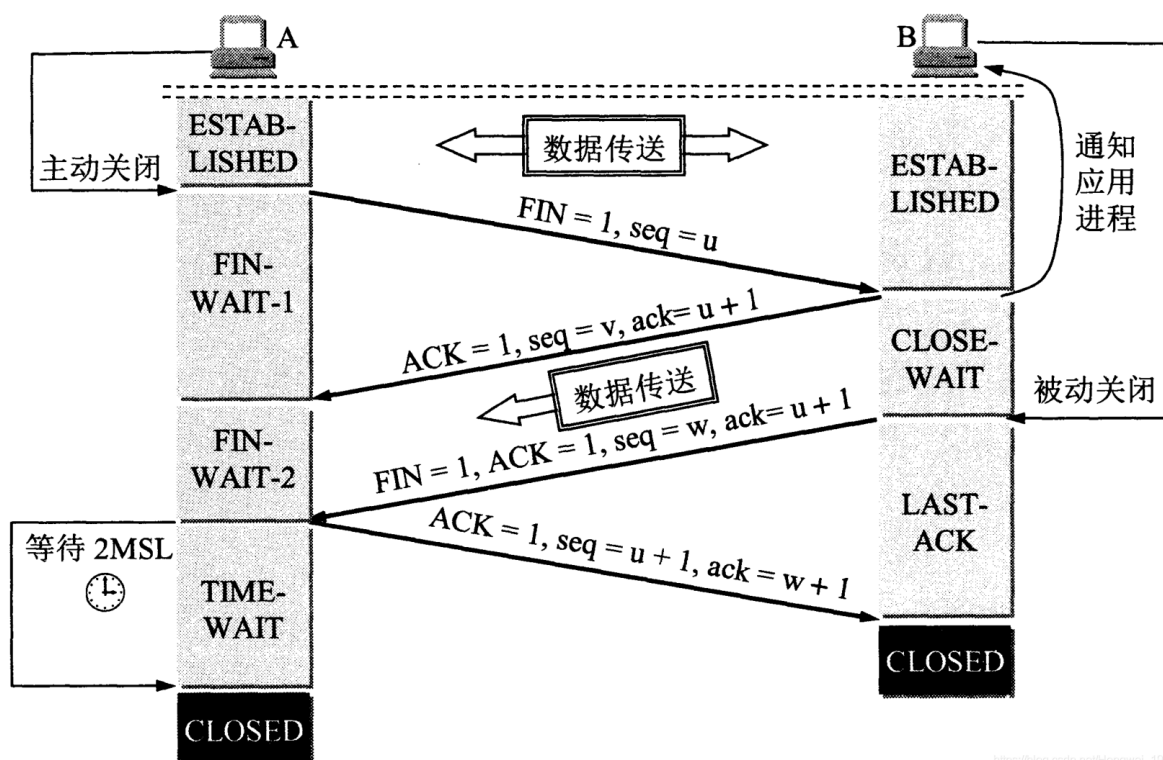 A
B
ESTAB-
LISHED
数据传送
ESTAB-
LISHED
通知
应用
进程
主动关闭
FIN = 1, seq = u
FIN-
WAIT-1
ACK = 1, seq = v, ack= u + 1
CLOSE-
WAIT
数据传送
被动关闭
FIN = 1, ACK = 1, seq = w, ack= u + 1
FIN-
WAIT-2
ACK = 1, seq = u + 1, ack = w + 1
LAST-
ACK
等待 2MSL
TIME-
WAIT
CLOSED
CLOSED